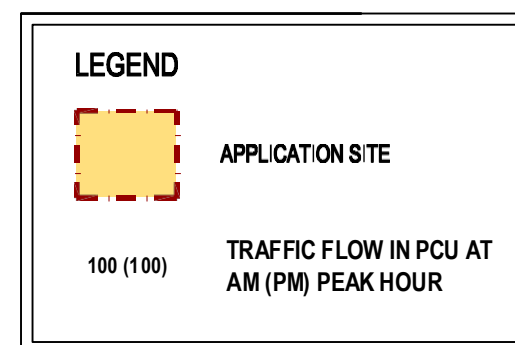 LEGEND
APPLICATION SITE
100 (100)
TRAFFIC FLOW IN PCU AT
AM (PM) PEAK HOUR